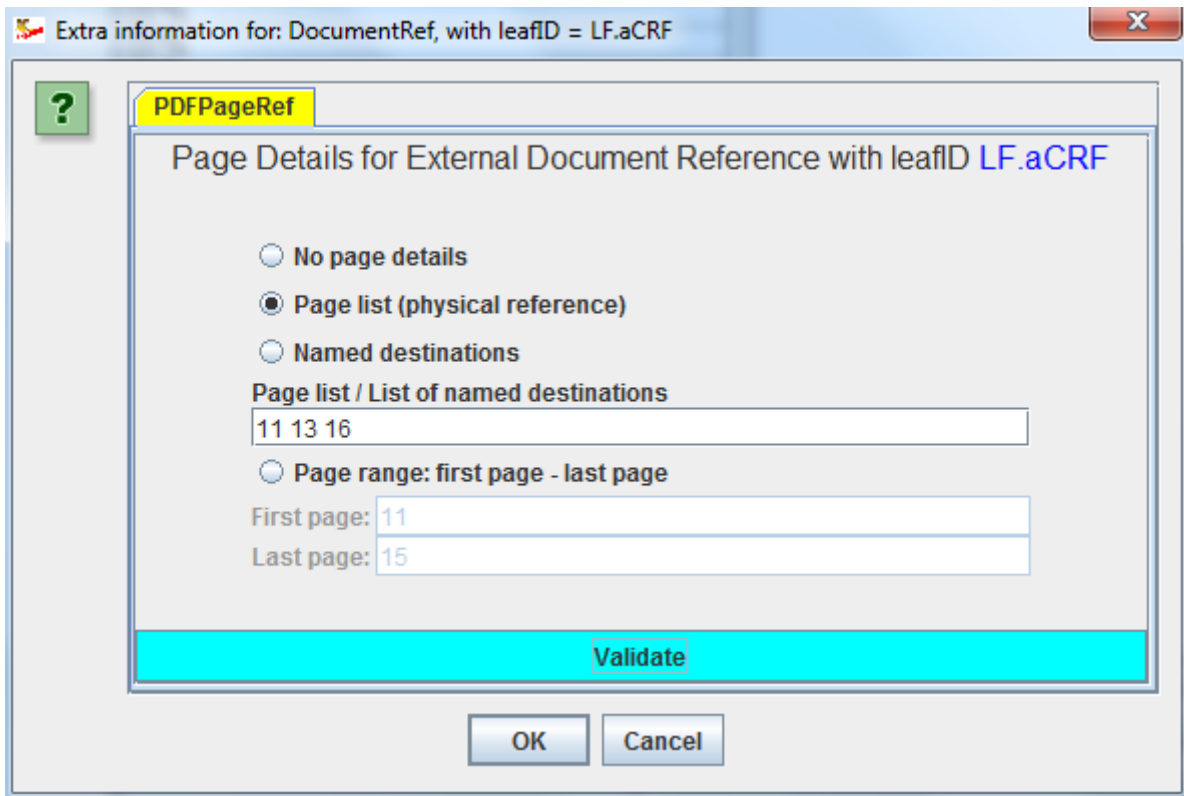 Extra information for: DocumentRef, with leafID = LF.aCRF
x
?
PDFPageRef
Page Details for External Document Reference with leafID LF.aCRF
No page details
Page list (physical reference)
Named destinations
Page list / List of named destinations
11 13 16
Page range: first page - last page
First page: 11
Last page: 15
Validate
OK Cancel